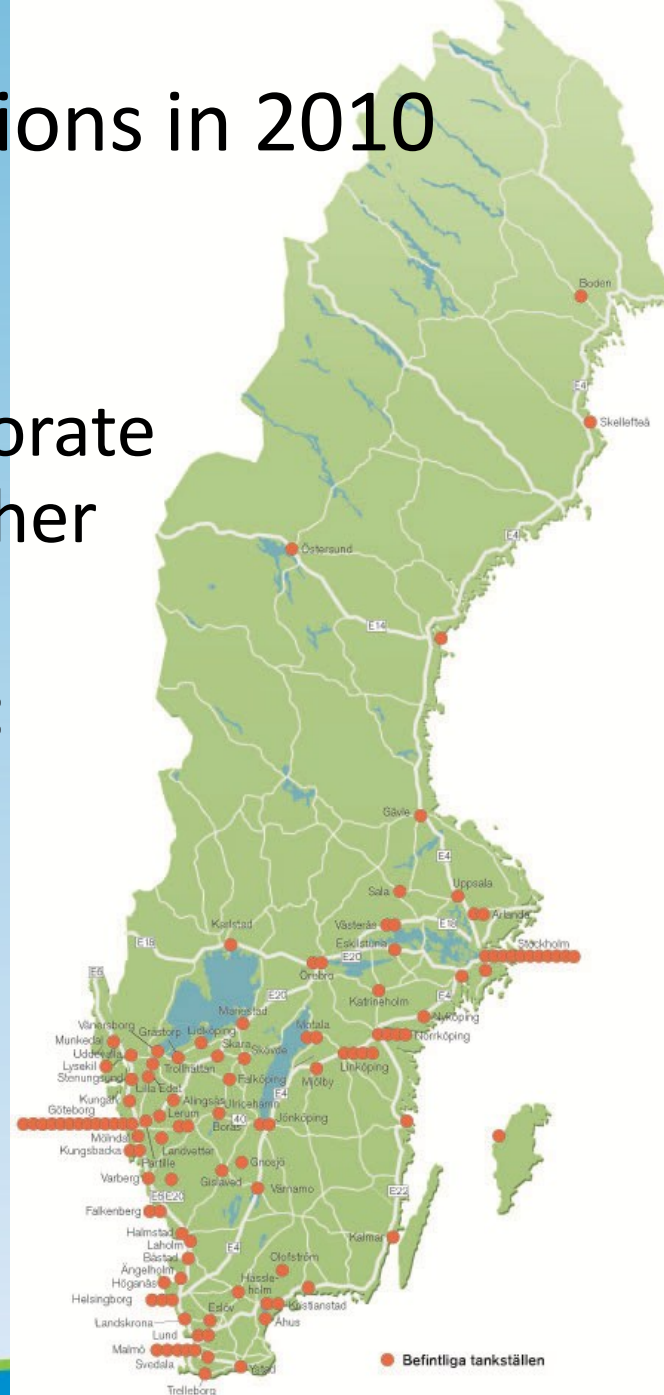 ions in 2010
orate
her
Boden
E4
Skellefteå
E4
Östersund
E14
Gävle
E4
Sala
Uppsala
Arlanda
Karlstad
Västerås
E18
E18
Eskilstuna
Stockholm
E20
Örebro
E6
Katrineholm
E20
E4
Nyköping
Mariestad
Vänersborg
Grästorp
Lidköping
Motala
Norrköping
Munkedal
Skara
Skövde
Uddevalla
Trollhättan
Linköping
Lysekil
Falköping
Mjölby
Stenungsund
Lilla Edet
E4
Kungälv
Alingsås
Ulricehamn
Göteborg
Lerum
40
Jönköping
Borås
Mölndal
Kungsbacka
Landvetter
Partille
Gnosjö
Gislaved
Varberg
Värnamo
E6
E20
E22
Falkenberg
Halmstad
Kalmar
Laholm
E4
Båstad
Olofström
Ängelholm
Höganäs
Hässle-
holm
Helsingborg
Kristianstad
Eslöv
Landskrona
Åhus
Lund
Malmö
Svedala
Ystad
Befintliga tankställen
Trelleborg